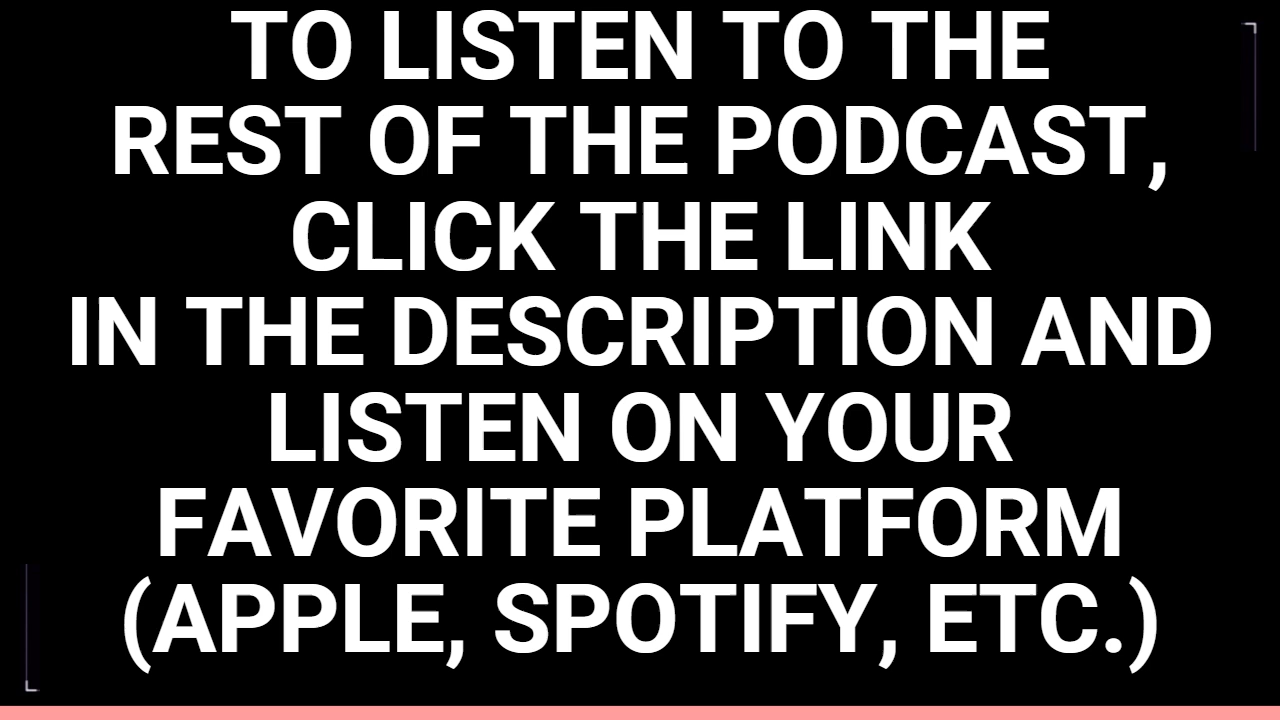 TO LISTEN TO THE
REST OF THE PODCAST,
CLICK THE LINK
IN THE DESCRIPTION AND
LISTEN ON YOUR
FAVORITE PLATFORM
(APPLE, SPOTIFY, ETC.)